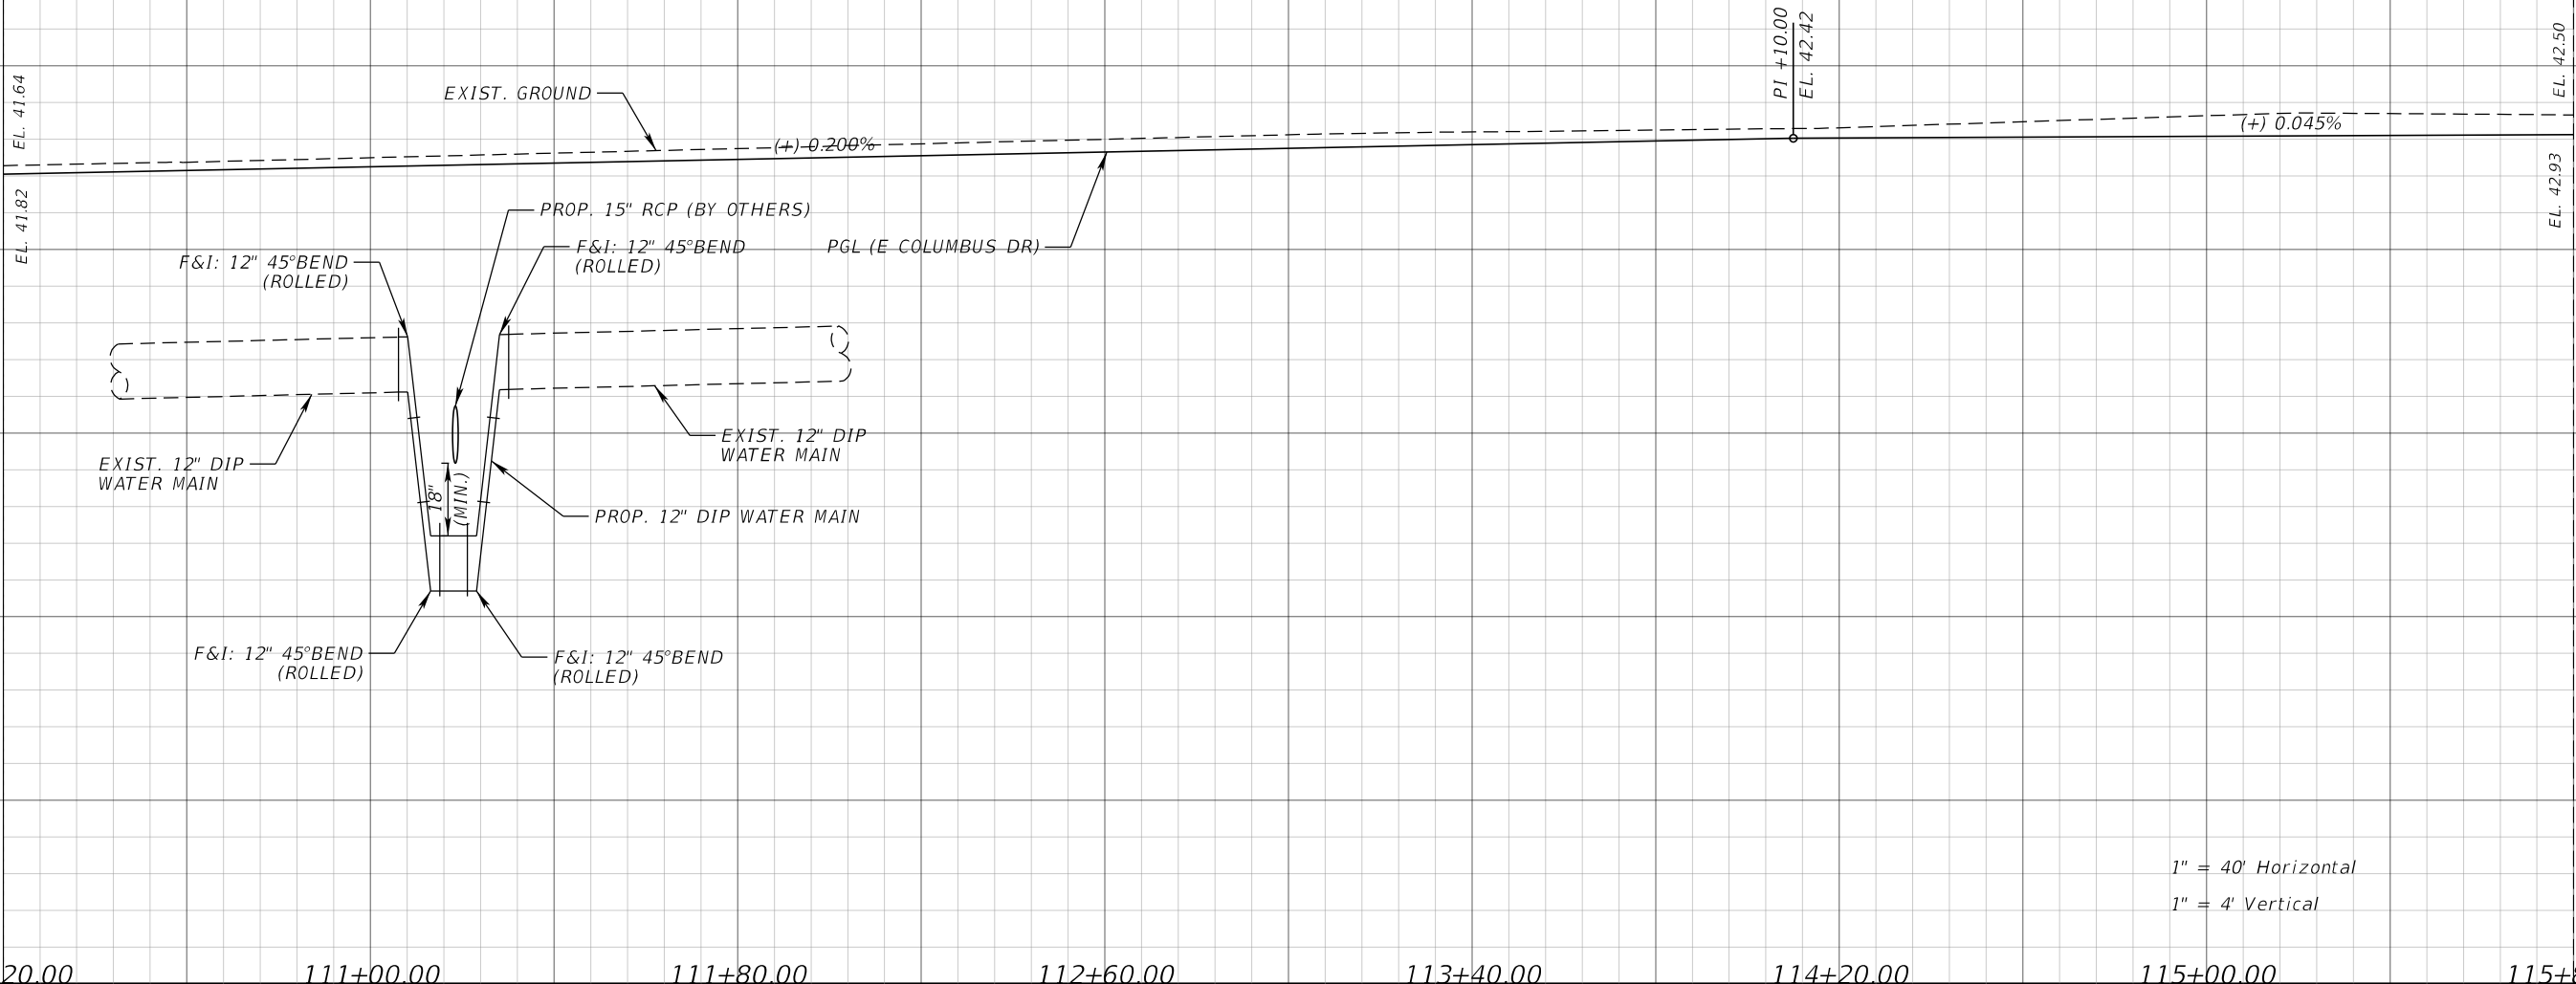 PI +10.00
EL. 42.42
EL. 42.50
EL. 41.64
EXIST. GROUND
(+) 0.200%
(+) 0.045%
EL. 41.82
EL. 42.93
PROP. 15" RCP (BY OTHERS)
F&I: 12" 45°BEND
(ROLLED)
PGL (E COLUMBUS DR)
F&I: 12" 45°BEND
(ROLLED)
EXIST. 12" DIP
WATER MAIN
EXIST. 12" DIP
WATER MAIN
18"
(MIN.)
PROP. 12" DIP WATER MAIN
F&I: 12" 45°BEND
(ROLLED)
F&I: 12" 45°BEND
(ROLLED)
1" = 40' Horizontal
1" = 4' Vertical
20.00
111+00.00
111+80.00
112+60.00
113+40.00
114+20.00
115+00.00